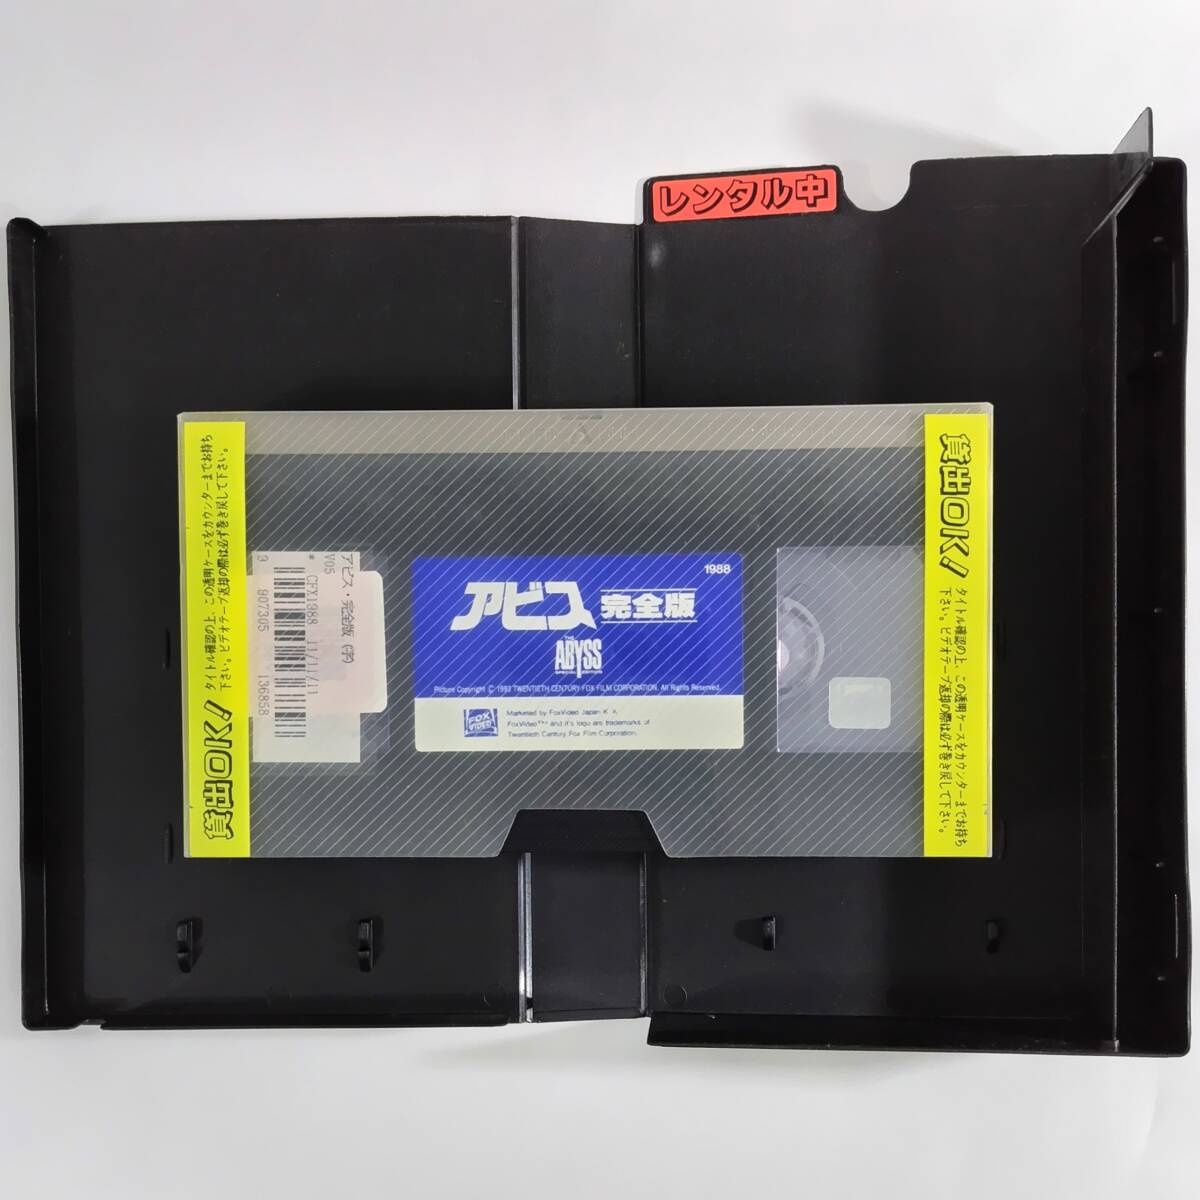 レンタル中
貸出OK!
タイトル確認の上、この透明ケースをカウンターまでお持ち
下さい。ビデオテープ返却の際は必ず巻き戻して下さい。
アビス・完全版(字)
V05
*
CFX1988 11/11/11
9 907305 136858
1988
アビス 完全版
THE
ABYSS
SPECIAL EDITION
Picture Copyright © 1993 TWENTIETH CENTURY FOX FILM CORPORATION. All Rights Reserved.
FOX
VIDEO
Marketed by FoxVideo Japan K. K.
FoxVideo™ and it's logo are trademarks of
Twentieth Century Fox Film Corporation.
貸出OK!
タイトル確認の上、この透明ケースをカウンターまでお持ち
下さい。ビデオテープ返却の際は必ず巻き戻して下さい。